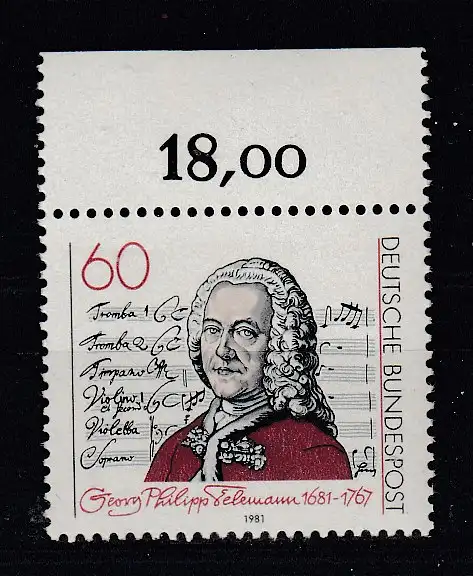 18,00
60
DEUTSCHE BUNDESPOST
Tromba 1
Tromba 2
Timpano
Violino 1
Violetta
Soprano
Georg Philipp Telemann 1681-1767
1981